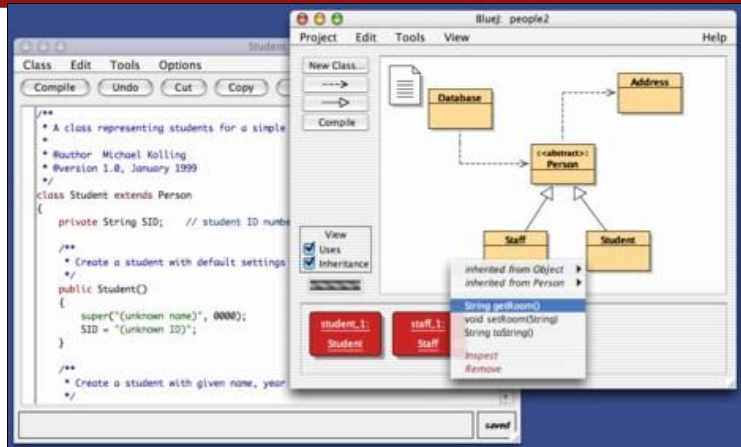 Student
Class Edit Tools Options
Compile Undo Cut Copy
/**
* A class representing students for a simple
*
* @author Michael Kolling
* @version 1.0, January 1999
*/
class Student extends Person
{
private String SID; // student ID numbe
/**
* Create a student with default settings
*/
public Student()
{
super("(unknown name)", 0000);
SID = "(unknown ID)";
}
/**
* Create a student with given name, year
*/
saved
BlueJ: people2
Project Edit Tools View Help
New Class...
Compile
View
Uses
Inheritance
Database
Address
<<abstract>>
Person
Staff
Student
inherited from Object
inherited from Person
String getRoom()
void setRoom(String)
String toString()
Inspect
Remove
student_1:
Student
staff_1:
Staff